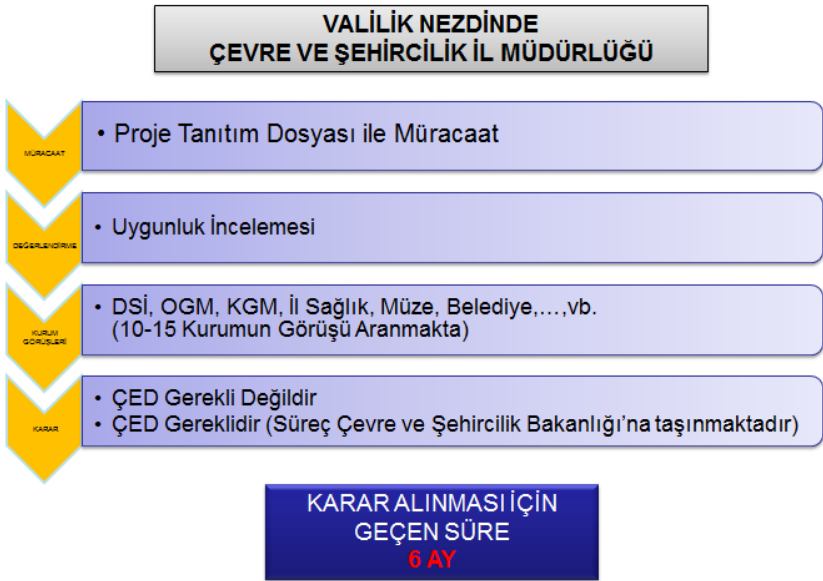 VALİLİK NEZDİNDE
ÇEVRE VE ŞEHİRCİLİK İL MÜDÜRLÜĞÜ
MÜRACAAT
• Proje Tanıtım Dosyası ile Müracaat
DEĞERLENDİRME
• Uygunluk İncelemesi
KURUM
GÖRÜŞLERİ
• DSİ, OGM, KGM, İl Sağlık, Müze, Belediye,…,vb.
(10-15 Kurumun Görüşü Aranmakta)
KARAR
• ÇED Gerekli Değildir
• ÇED Gereklidir (Süreç Çevre ve Şehircilik Bakanlığı’na taşınmaktadır)
KARAR ALINMASI İÇİN
GEÇEN SÜRE
6 AY